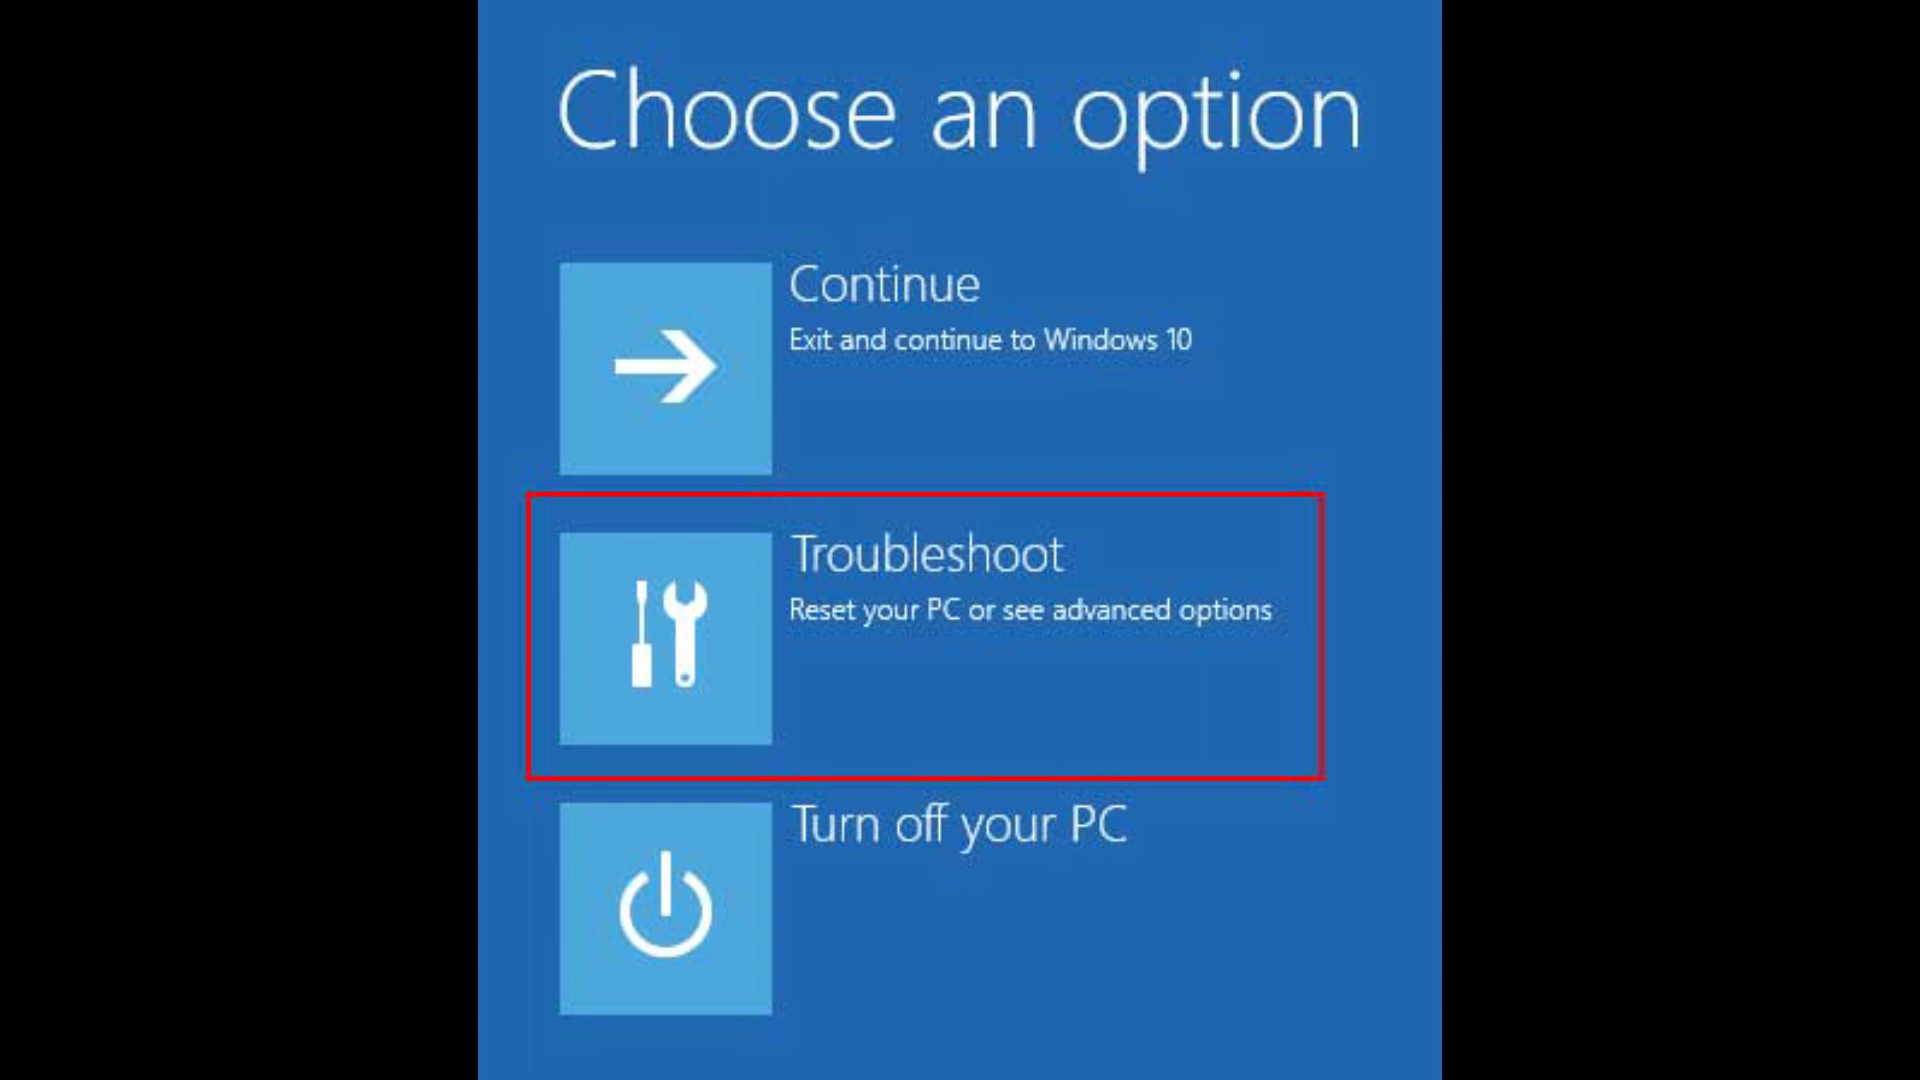 Choose an option
Continue
Exit and continue to Windows 10
Troubleshoot
Reset your PC or see advanced options
Turn off your PC